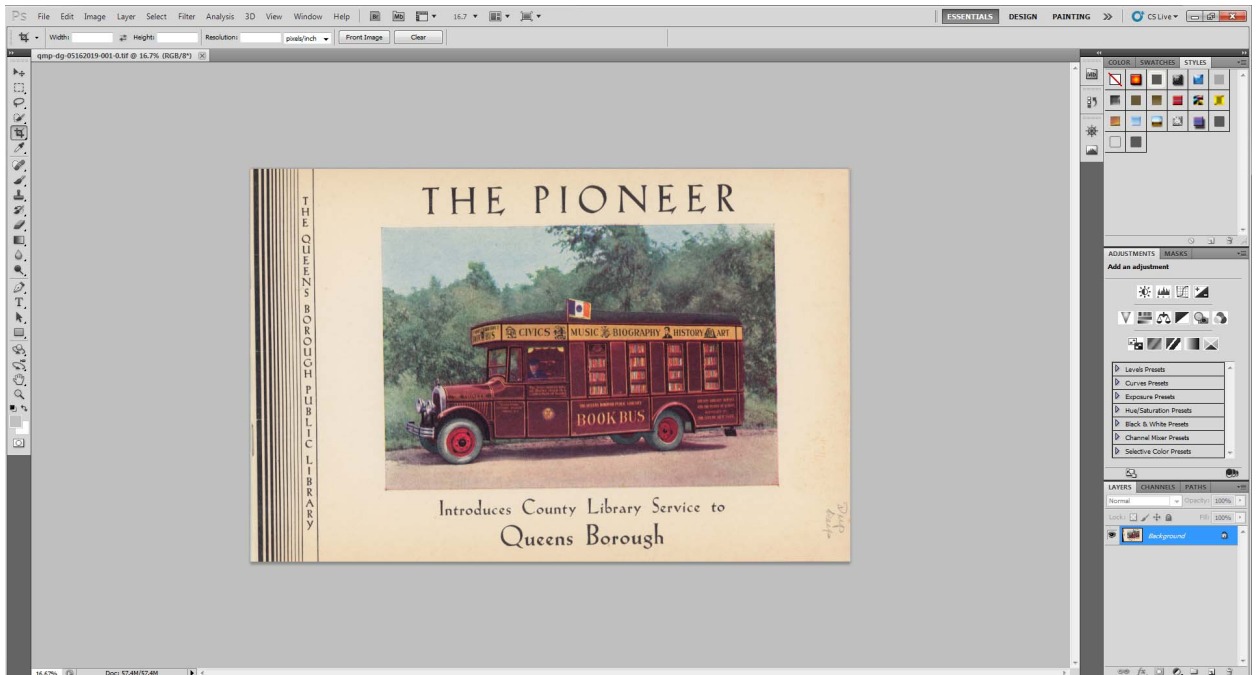 PS File Edit Image Layer Select Filter Analysis 3D View Window Help Br Mb 16.7 ESSENTIALS DESIGN PAINTING CS Live
Width: Height: Resolution: pixels/inch Front Image Clear
qmp-dg-05162019-001-0.tif @ 16.7% (RGB/8*)
THE QUEENS BOROUGH PUBLIC LIBRARY
THE PIONEER
CIVICS MUSIC BIOGRAPHY HISTORY ART
BOOK BUS
Introduces County Library Service to
Queens Borough
16.67% Doc: 57.4M/57.4M
COLOR SWATCHES STYLES
ADJUSTMENTS MASKS
Add an adjustment
Levels Presets
Curves Presets
Exposure Presets
Hue/Saturation Presets
Black & White Presets
Channel Mixer Presets
Selective Color Presets
LAYERS CHANNELS PATHS
Normal Opacity: 100%
Lock: Fill: 100%
Background